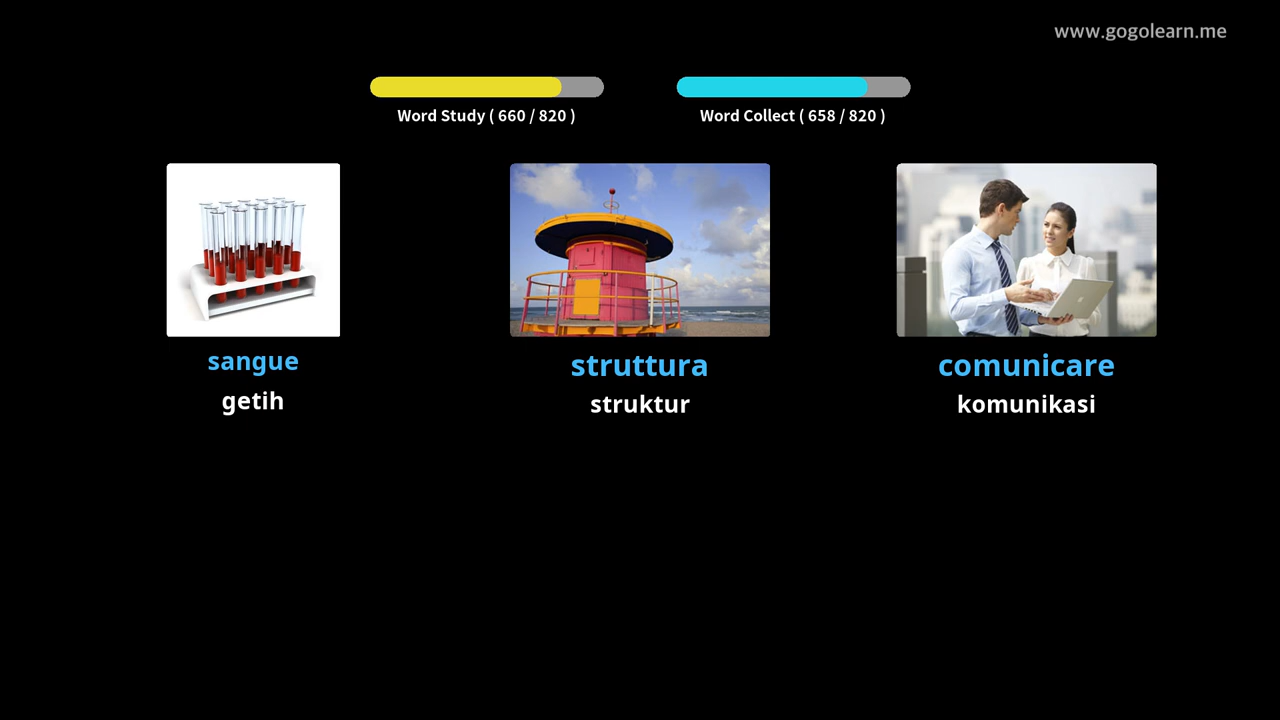 www.gogolearn.me
Word Study ( 660 / 820 )
Word Collect ( 658 / 820 )
sangue
getih
struttura
struktur
comunicare
komunikasi